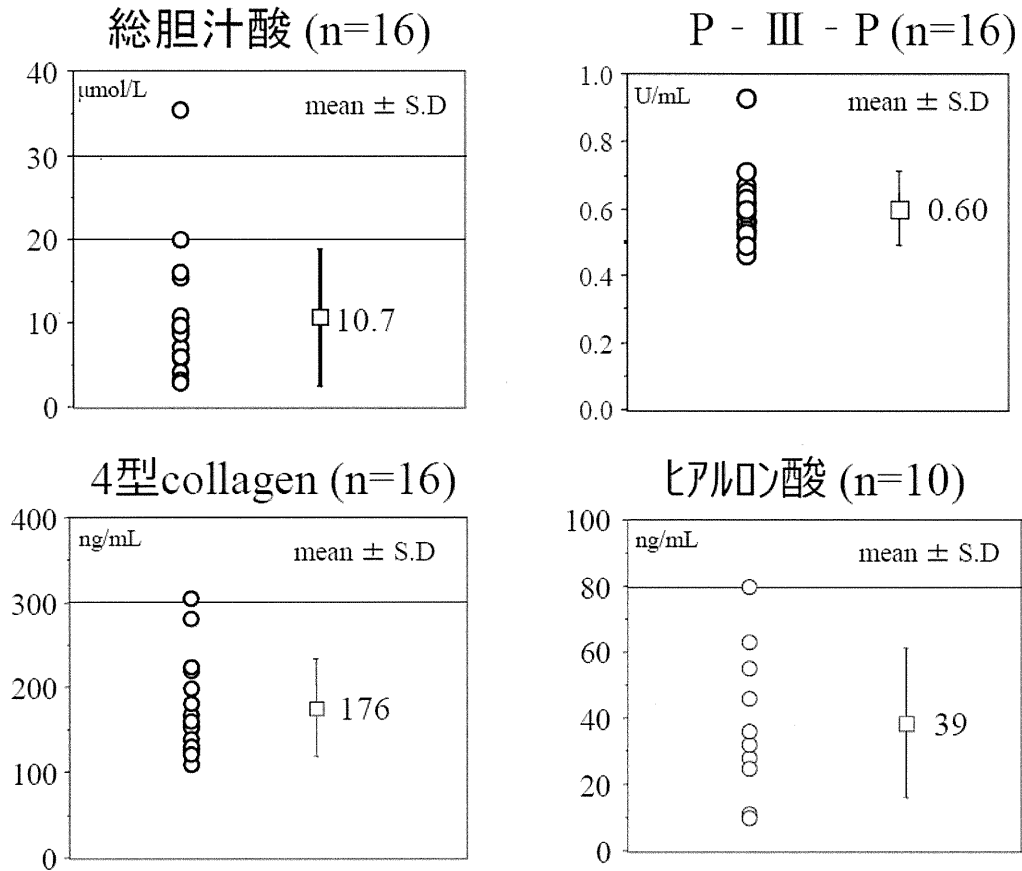 総胆汁酸 (n=16)
μmol/L
mean ± S.D
40
30
20
10
0
10.7
P - Ⅲ - P (n=16)
U/mL
mean ± S.D
1.0
0.8
0.6
0.4
0.2
0.0
0.60
4型collagen (n=16)
ng/mL
mean ± S.D
400
300
200
100
0
176
ﾋｱﾙﾛﾝ酸 (n=10)
ng/mL
mean ± S.D
100
80
60
40
20
0
39